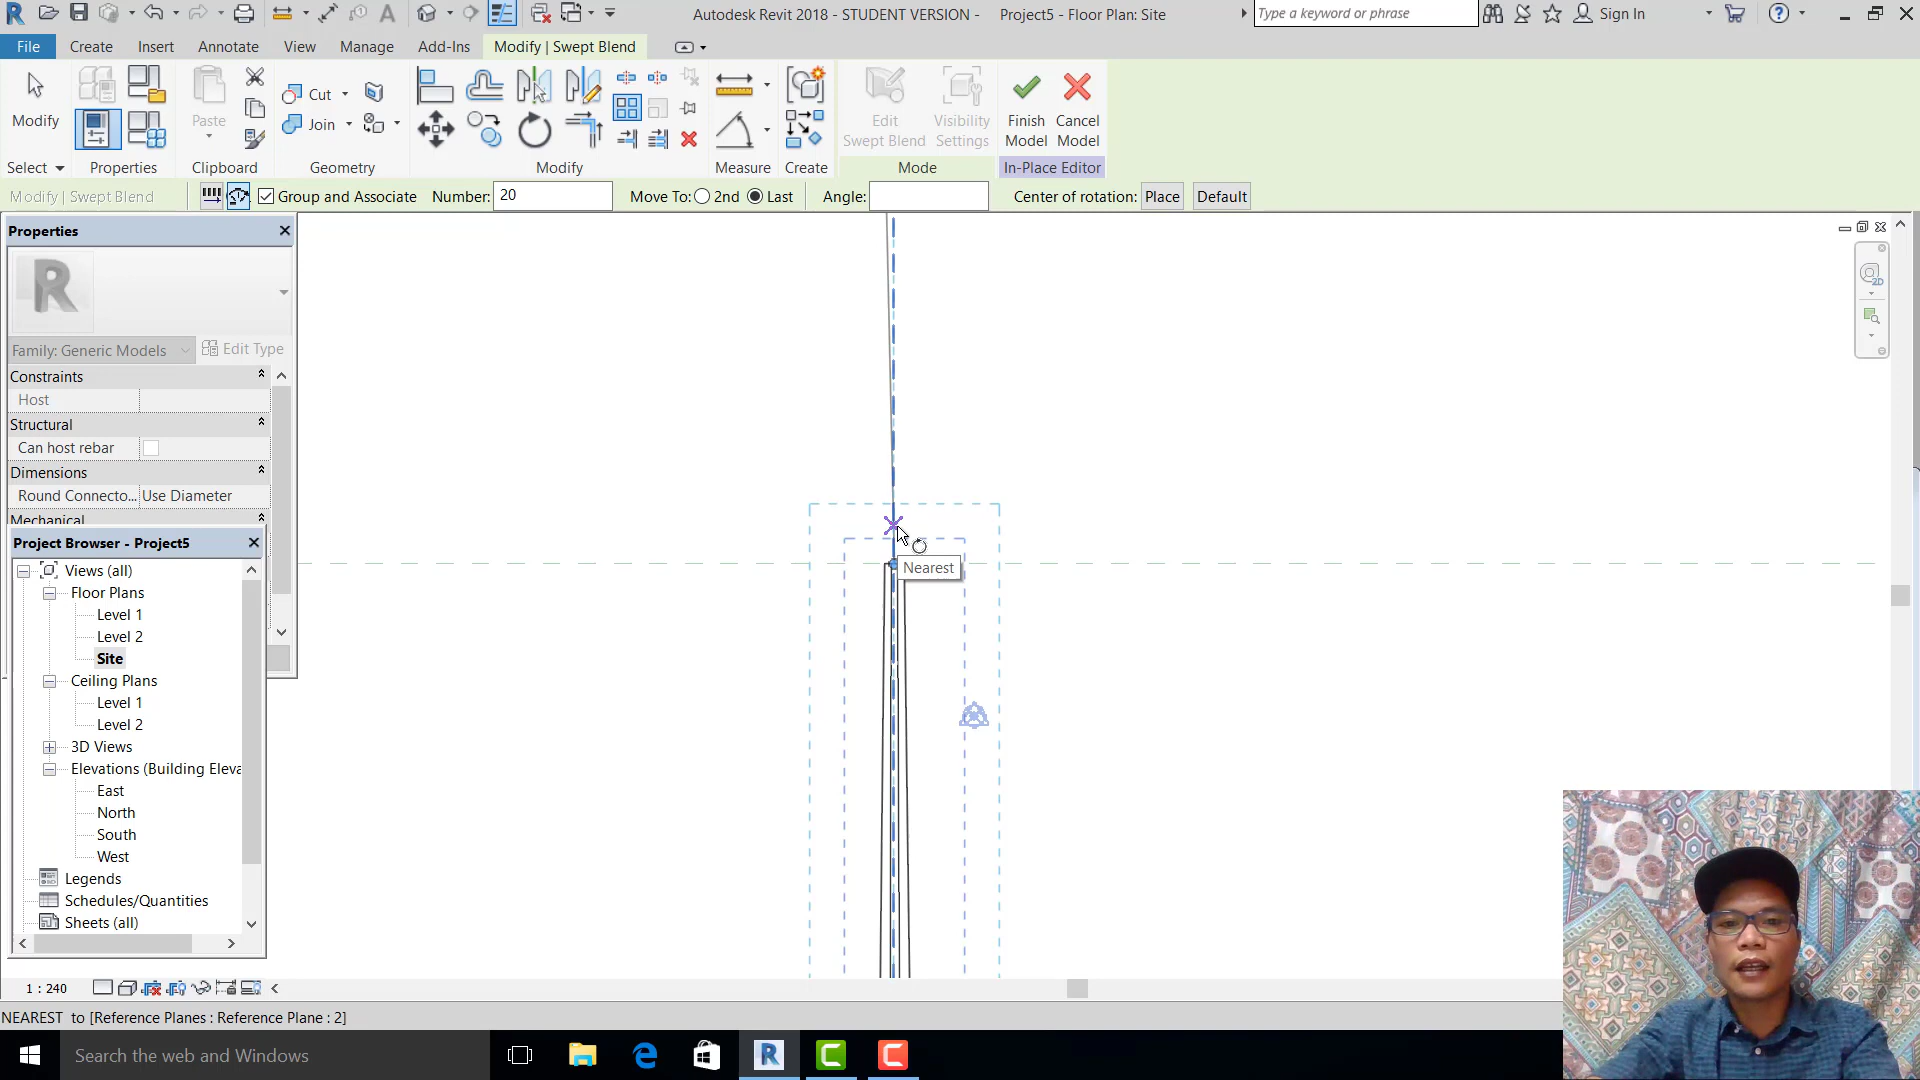 Autodesk Revit 2018 - STUDENT VERSION - Project5 - Floor Plan: Site
Type a keyword or phrase
Sign In
File Create Insert Annotate View Manage Add-Ins Modify | Swept Blend
Modify
Paste
Cut
Join
Edit Swept Blend
Visibility Settings
Finish Model
Cancel Model
Select Properties Clipboard Geometry Modify Measure Create Mode In-Place Editor
Modify | Swept Blend Group and Associate Number: 20 Move To: 2nd Last Angle: Center of rotation: Place Default
Properties
Family: Generic Models Edit Type
Constraints
Host
Structural
Can host rebar
Dimensions
Round Connecto... Use Diameter
Mechanical
Project Browser - Project5
Views (all)
Floor Plans
Level 1
Level 2
Site
Ceiling Plans
Level 1
Level 2
3D Views
Elevations (Building Eleva
East
North
South
West
Legends
Schedules/Quantities
Sheets (all)
Nearest
2D
1 : 240
NEAREST to [Reference Planes : Reference Plane : 2]
Search the web and Windows